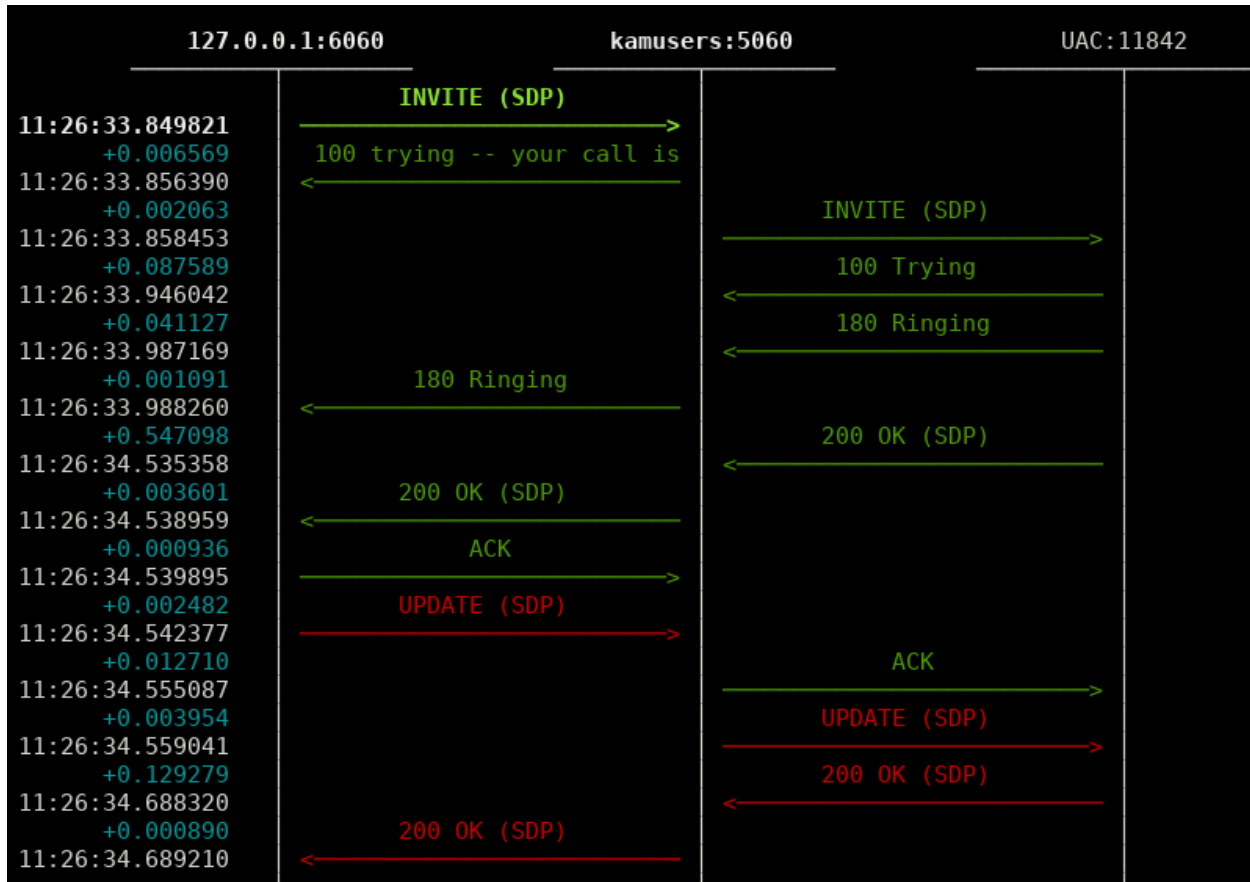 127.0.0.1:6060 kamusers:5060 UAC:11842
INVITE (SDP)
11:26:33.849821
+0.006569 100 trying -- your call is
11:26:33.856390
+0.002063 INVITE (SDP)
11:26:33.858453
+0.087589 100 Trying
11:26:33.946042
+0.041127 180 Ringing
11:26:33.987169
+0.001091 180 Ringing
11:26:33.988260
+0.547098 200 OK (SDP)
11:26:34.535358
+0.003601 200 OK (SDP)
11:26:34.538959
+0.000936 ACK
11:26:34.539895
+0.002482 UPDATE (SDP)
11:26:34.542377
+0.012710 ACK
11:26:34.555087
+0.003954 UPDATE (SDP)
11:26:34.559041
+0.129279 200 OK (SDP)
11:26:34.688320
+0.000890 200 OK (SDP)
11:26:34.689210